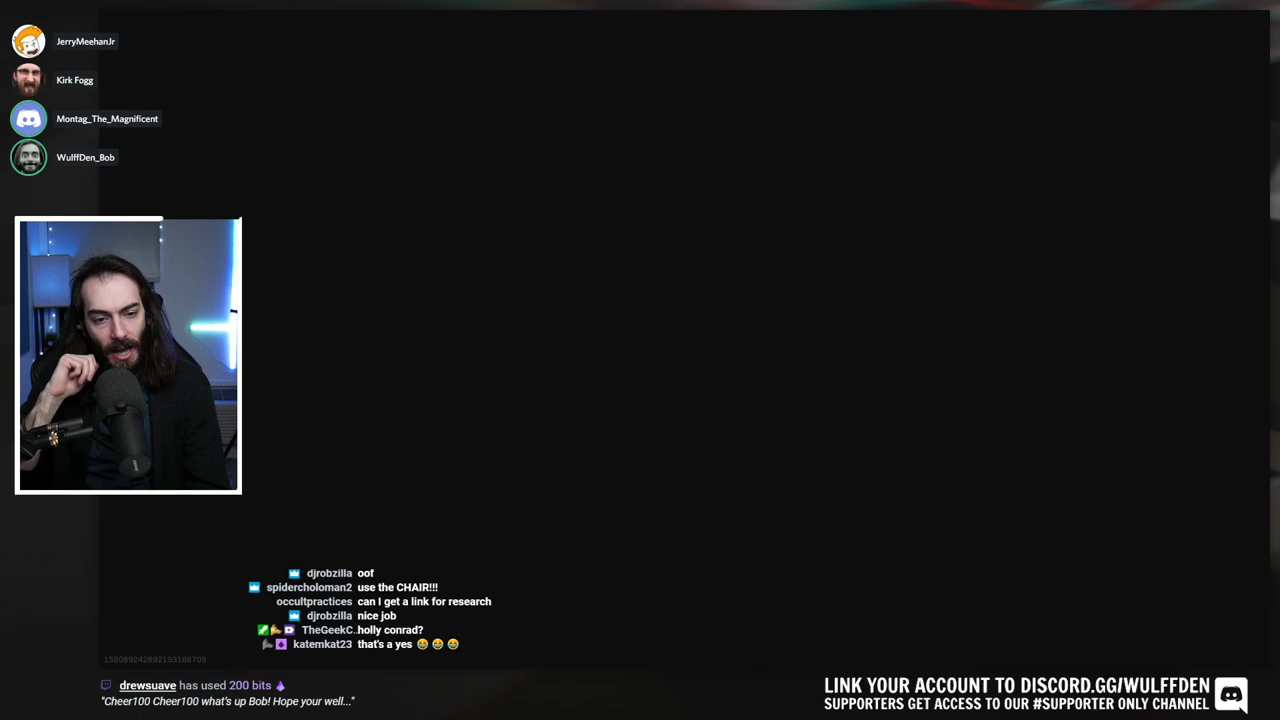 JerryMeehanJr
Kirk Fogg
Montag_The_Magnificent
WulffDen_Bob
djrobzilla oof
spidercholoman2 use the CHAIR!!!
occultpractices can I get a link for research
djrobzilla nice job
TheGeekC.. holly conrad?
katemkat23 that's a yes 😂 😂 😂
drewsuave has used 200 bits
"Cheer100 Cheer100 what's up Bob! Hope your well..."
LINK YOUR ACCOUNT TO DISCORD.GG/WULFFDEN
SUPPORTERS GET ACCESS TO OUR #SUPPORTER ONLY CHANNEL